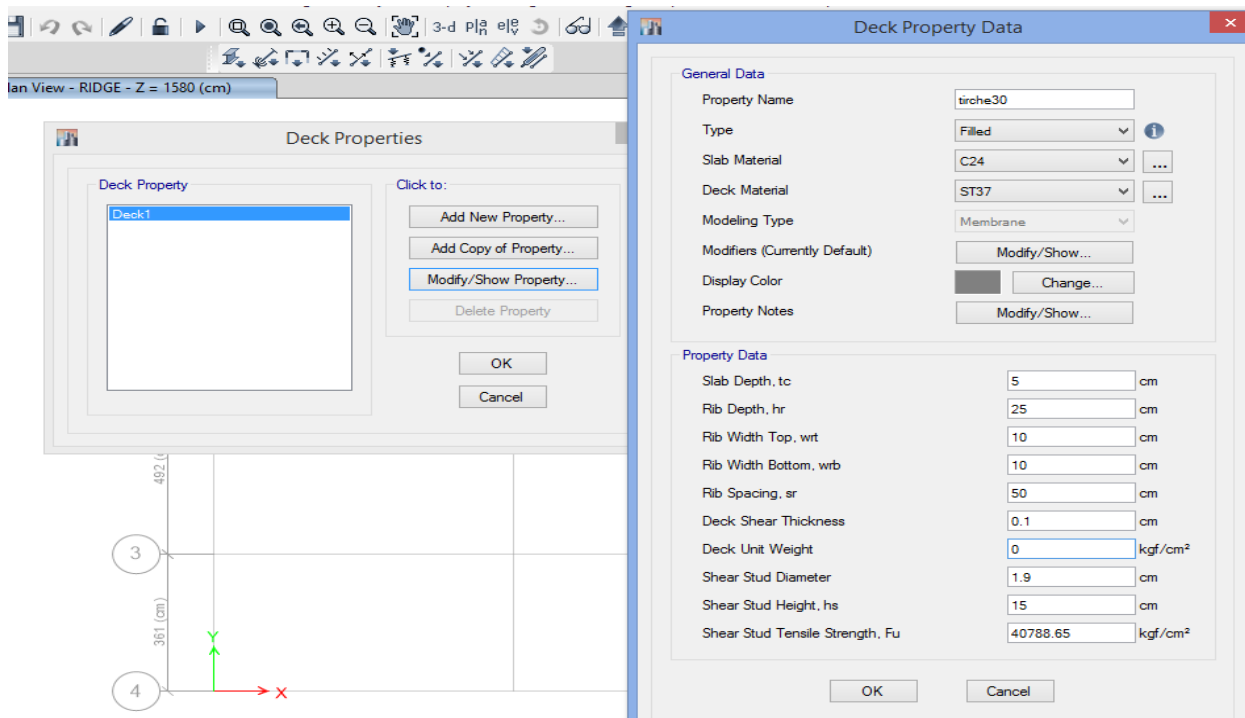 3-d
Deck Property Data
lan View - RIDGE - Z = 1580 (cm)
General Data
Property Name tirche30
Type Filled
Slab Material C24 ...
Deck Material ST37 ...
Modeling Type Membrane
Modifiers (Currently Default) Modify/Show...
Display Color Change...
Property Notes Modify/Show...
Property Data
Slab Depth, tc 5 cm
Rib Depth, hr 25 cm
Rib Width Top, wrt 10 cm
Rib Width Bottom, wrb 10 cm
Rib Spacing, sr 50 cm
Deck Shear Thickness 0.1 cm
Deck Unit Weight 0 kgf/cm²
Shear Stud Diameter 1.9 cm
Shear Stud Height, hs 15 cm
Shear Stud Tensile Strength, Fu 40788.65 kgf/cm²
OK Cancel
Deck Properties
Deck Property
Deck1
Click to:
Add New Property...
Add Copy of Property...
Modify/Show Property...
Delete Property
OK
Cancel
492
3
361 (cm)
Y
4
X